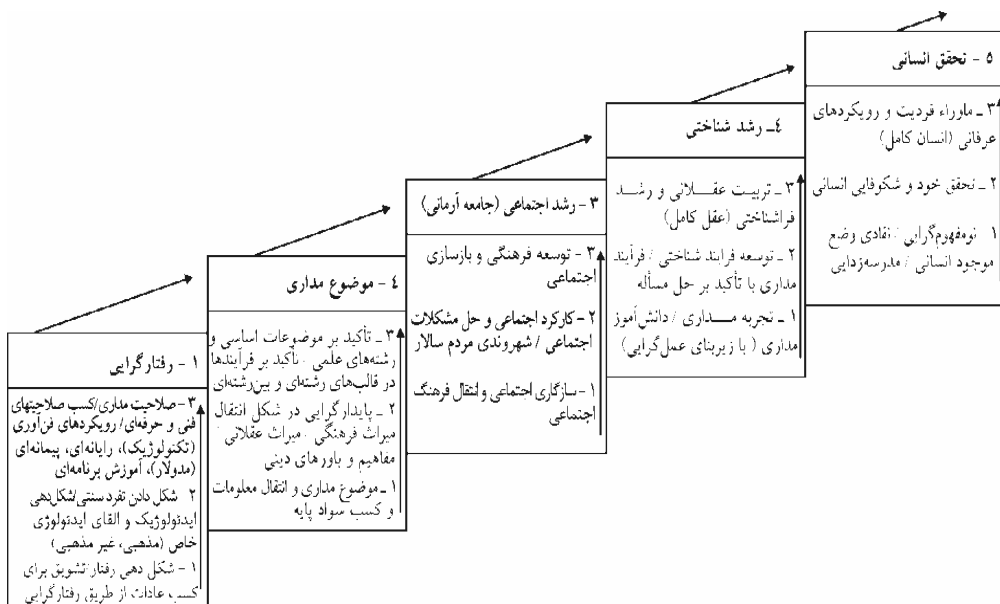 ۵ - تحقق انسانی
۳ ـ ماوراء فردیت و رویکردهای
عرفانی (انسان کامل)
۲ ـ تحقق خود و شکوفایی انسانی
۱ نومفهوم‌گرایی / نقادی وضع
موجود انسانی / مدرسه‌زدایی
۴ـ رشد شناختی
۳ ـ تربیت عقـــلانی و رشـــد
فراشناختی (عقل کامل)
۲ ـ توسعه فرایند شناختی / فرآیند
مداری با تأکید بر حل مسأله
۱ ـ تجربه مـــداری / دانش‌آموز
مداری ( با زیربنای عمل‌گرایی)
۳ - رشد اجتماعی (جامعه آرمانی)
۳ - توسعه فرهنگی و بازسازی
اجتماعی
۲ - کارکرد اجتماعی و حل مشکلات
اجتماعی / شهروندی مردم سالار
۱ -سازگاری اجتماعی و انتقال فرهنگ
اجتماعی
٤ - موضوع مداری
۳ ـ تأکید بر موضوعات اساسی و
رشته‌های علمی / تأکید بر فرآیندها
در قالب‌های رشته‌ای و بین‌رشته‌ای
۲ ـ پایدارگرایی در شکل انتقال
میراث فرهنگی / میراث عقلانی /
مفاهیم و باورهای دینی
۱ ـ موضوع مداری و انتقال معلومات
و کسب سواد پایه
۱ - رفتارگرایی
۳ - صلاحیت مداری/کسب صلاحیتهای
فنی و حرفه‌ای/ رویکردهای فن‌آوری
(تکنولوژیک)، رایانه‌ای، پیمانه‌ای
(مدولار)، آموزش برنامه‌ای
۲ شکل دادن تفرد سنتی/شکل‌دهی
ایدئولوژیک و القای ایدئولوژی
خاص (مذهبی، غیر مذهبی)
۱ - شکل دهی رفتار/تشویق برای
کسب عادات از طریق رفتارگرایی